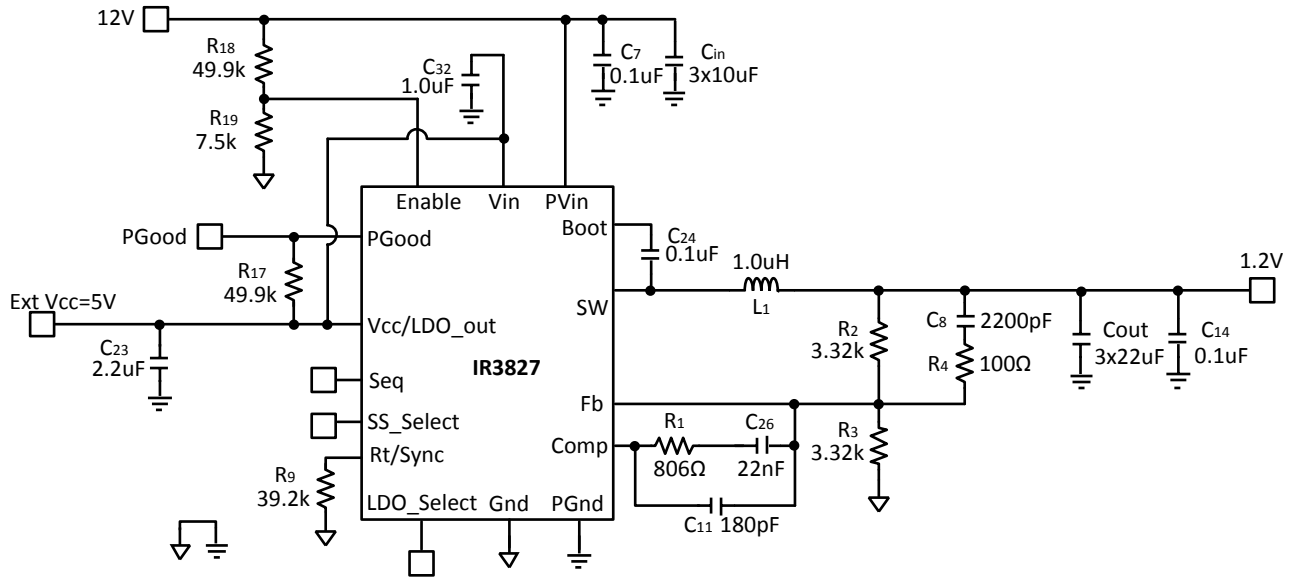 12V
R18
49.9k
C32
1.0uF
C7
0.1uF
Cin
3x10uF
R19
7.5k
Enable
Vin
PVin
Boot
PGood
PGood
C24
0.1uF
R17
49.9k
1.0uH
L1
1.2V
SW
Ext Vcc=5V
Vcc/LDO_out
C23
2.2uF
R2
3.32k
C8
2200pF
R4
100Ω
Cout
3x22uF
C14
0.1uF
IR3827
Seq
Fb
SS_Select
R1
806Ω
C26
22nF
R3
3.32k
Comp
Rt/Sync
R9
39.2k
LDO_Select
Gnd
PGnd
C11
180pF